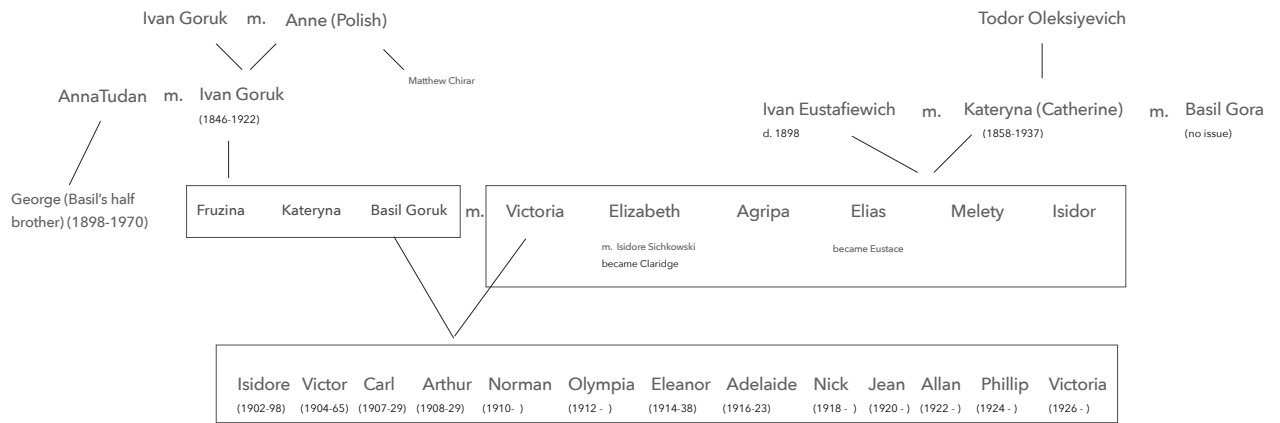 Ivan Goruk m. Anne (Polish) Todor Oleksiyevich
Matthew Chirar
AnnaTudan m. Ivan Goruk
(1846-1922)
Ivan Eustafiewich m. Kateryna (Catherine) m. Basil Gora
d. 1898 (1858-1937) (no issue)
George (Basil's half
brother) (1898-1970)
Fruzina Kateryna Basil Goruk m. Victoria Elizabeth Agripa Elias Melety Isidor
m. Isidore Sichkowski became Eustace
became Claridge
Isidore Victor Carl Arthur Norman Olympia Eleanor Adelaide Nick Jean Allan Phillip Victoria
(1902-98) (1904-65) (1907-29) (1908-29) (1910- ) (1912 - ) (1914-38) (1916-23) (1918 - ) (1920 - ) (1922 - ) (1924 - ) (1926 - )